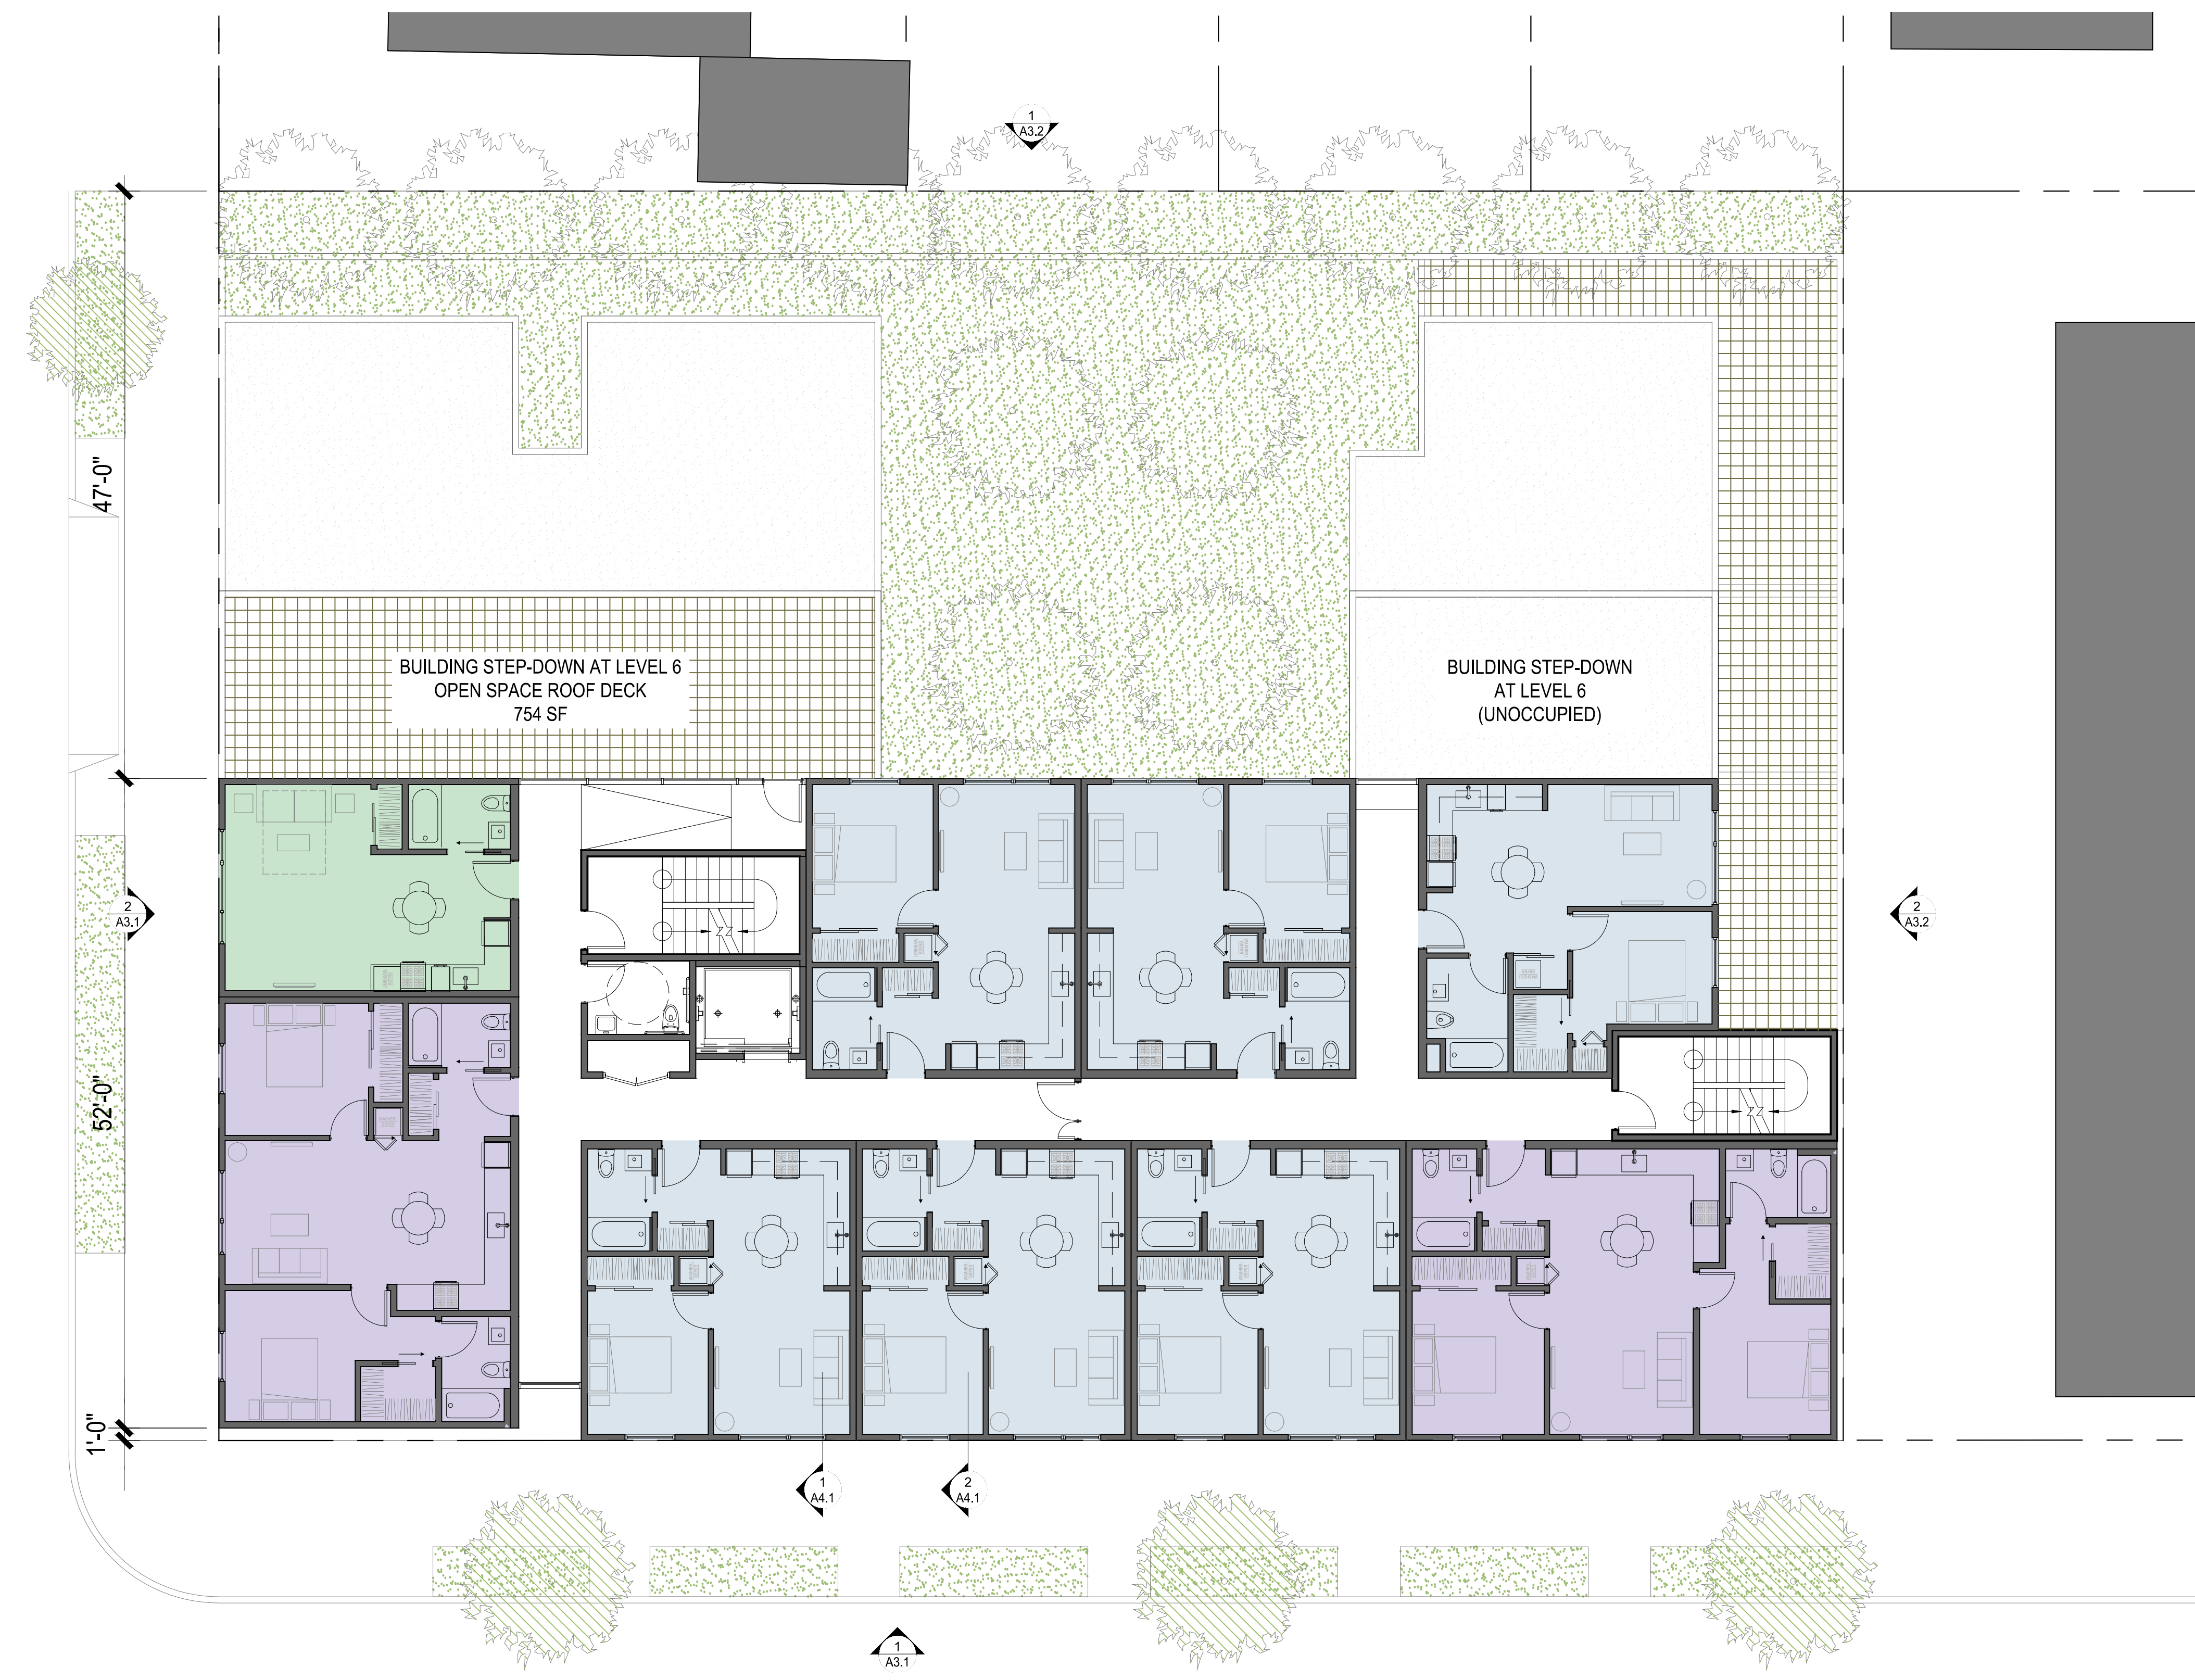 1
A3.2
47'-0"
BUILDING STEP-DOWN AT LEVEL 6
OPEN SPACE ROOF DECK
754 SF
BUILDING STEP-DOWN
AT LEVEL 6
(UNOCCUPIED)
2
A3.1
2
A3.2
52'-0"
1'-0"
1
A4.1
2
A4.1
1
A3.1